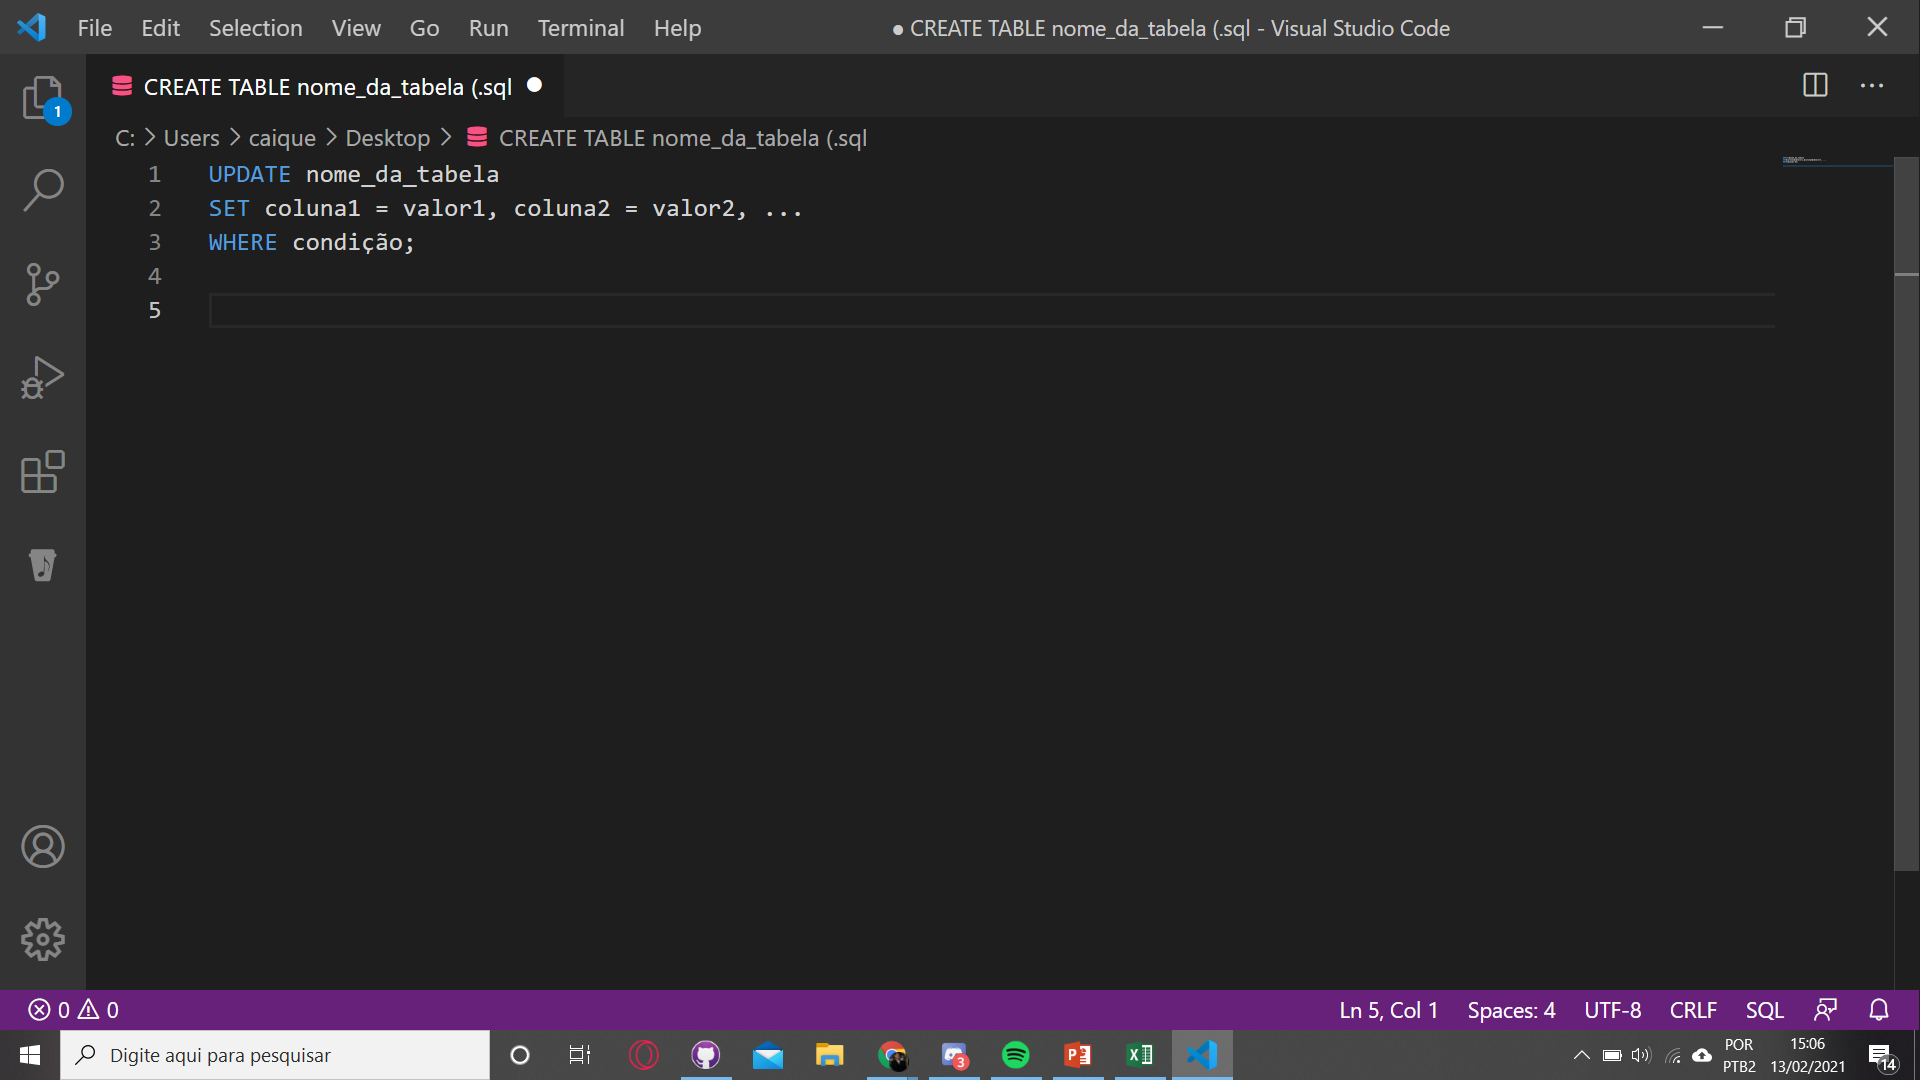 File Edit Selection View Go Run Terminal Help ● CREATE TABLE nome_da_tabela (.sql - Visual Studio Code
CREATE TABLE nome_da_tabela (.sql
1
C: > Users > caique > Desktop > CREATE TABLE nome_da_tabela (.sql
1 UPDATE nome_da_tabela
2 SET coluna1 = valor1, coluna2 = valor2, ...
3 WHERE condição;
4
5
0 0 Ln 5, Col 1 Spaces: 4 UTF-8 CRLF SQL
Digite aqui para pesquisar
3
POR
PTB2
15:06
13/02/2021
14